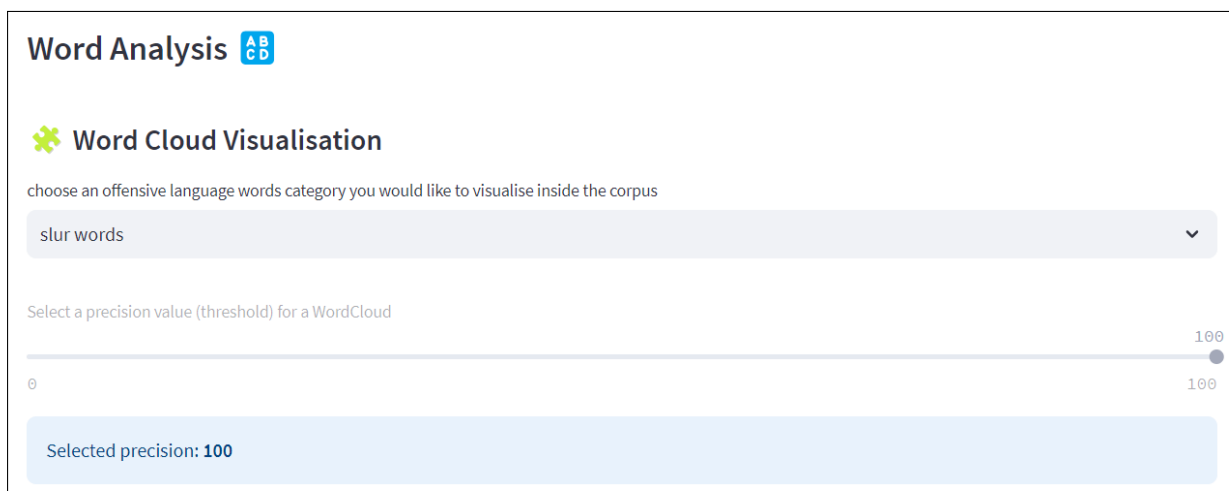 Word Analysis 🔠
🧩 Word Cloud Visualisation
choose an offensive language words category you would like to visualise inside the corpus
slur words
Select a precision value (threshold) for a WordCloud
100
0 100
Selected precision: 100